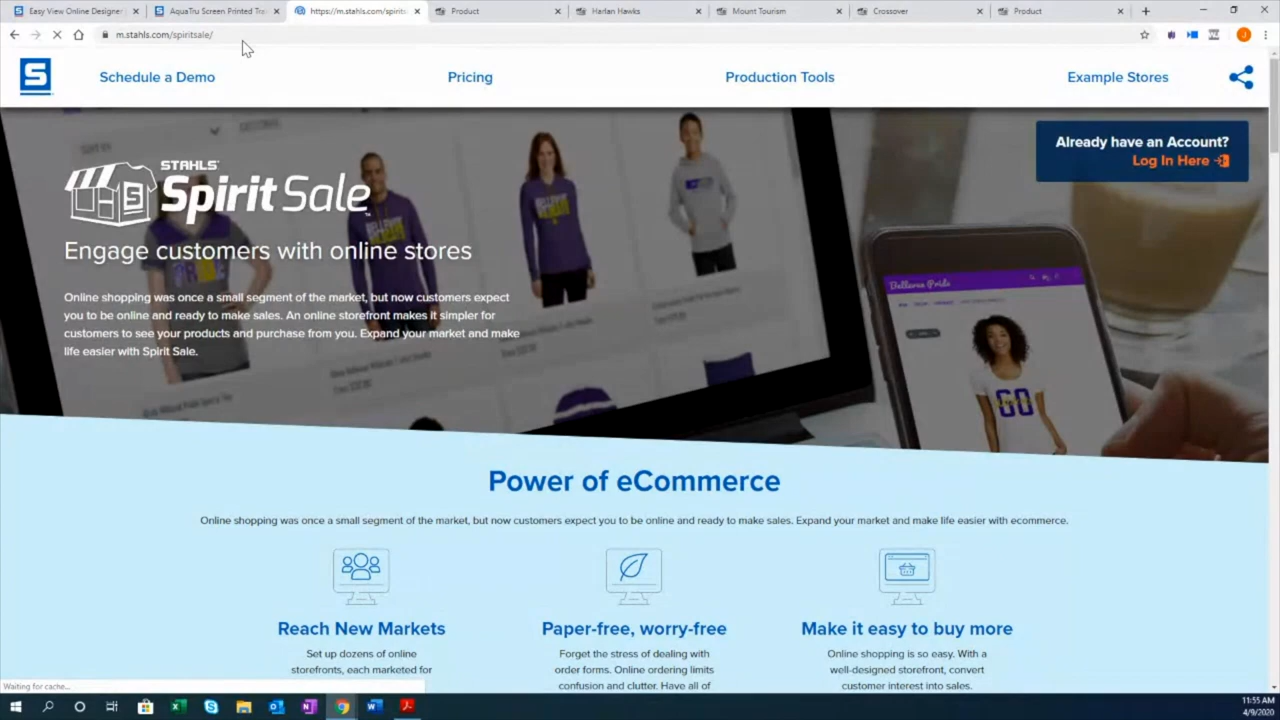 Easy View Online Designer
AquaTru Screen Printed Tra
https://m.stahls.com/spirits
Product
Harlan Hawks
Mount Tourism
Crossover
Product
m.stahls.com/spiritsale/
J
S
Schedule a Demo
Pricing
Production Tools
Example Stores
Already have an Account?
Log In Here
STAHLS'
Spirit Sale™
Engage customers with online stores
Online shopping was once a small segment of the market, but now customers expect
you to be online and ready to make sales. An online storefront makes it simpler for
customers to see your products and purchase from you. Expand your market and make
life easier with Spirit Sale.
Bellevue Pride
GO
Power of eCommerce
Online shopping was once a small segment of the market, but now customers expect you to be online and ready to make sales. Expand your market and make life easier with ecommerce.
Reach New Markets
Set up dozens of online
storefronts, each marketed for
Paper-free, worry-free
Forget the stress of dealing with
order forms. Online ordering limits
confusion and clutter. Have all of
Make it easy to buy more
Online shopping is so easy. With a
well-designed storefront, convert
customer interest into sales.
Waiting for cache...
11:55 AM
4/9/2020